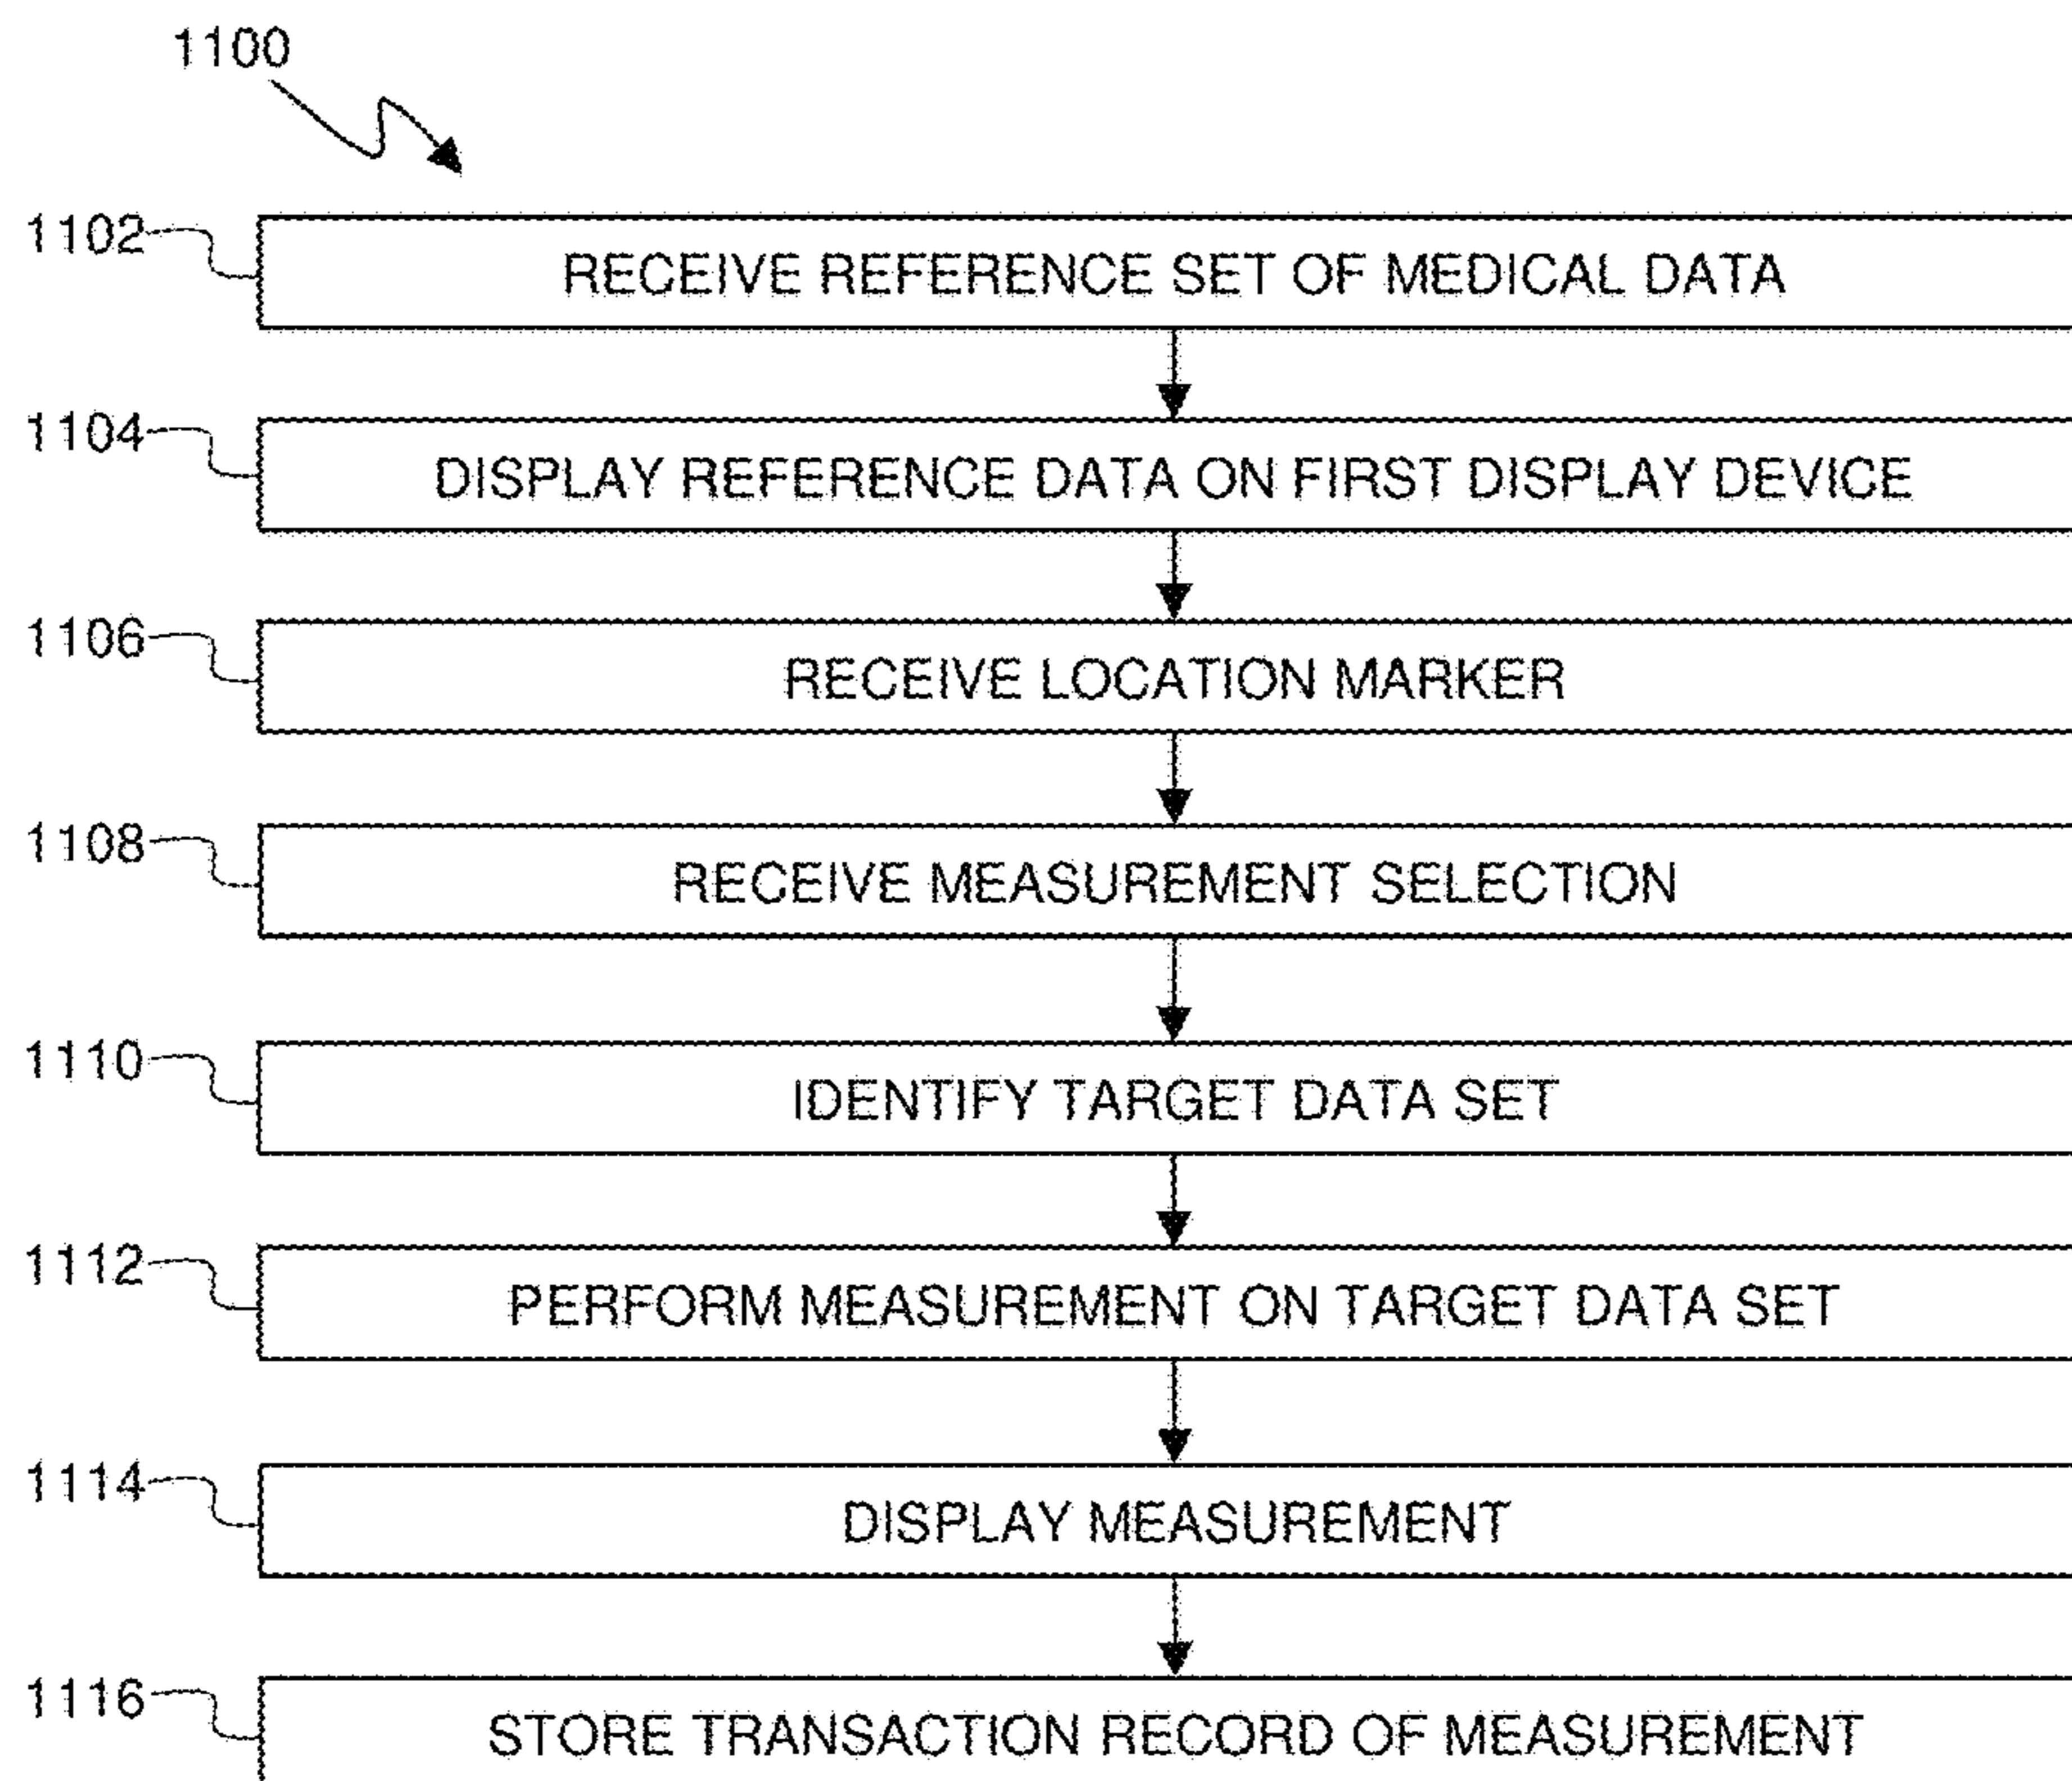 1100
1102 RECEIVE REFERENCE SET OF MEDICAL DATA
1104 DISPLAY REFERENCE DATA ON FIRST DISPLAY DEVICE
1106 RECEIVE LOCATION MARKER
1108 RECEIVE MEASUREMENT SELECTION
1110 IDENTIFY TARGET DATA SET
1112 PERFORM MEASUREMENT ON TARGET DATA SET
1114 DISPLAY MEASUREMENT
1116 STORE TRANSACTION RECORD OF MEASUREMENT